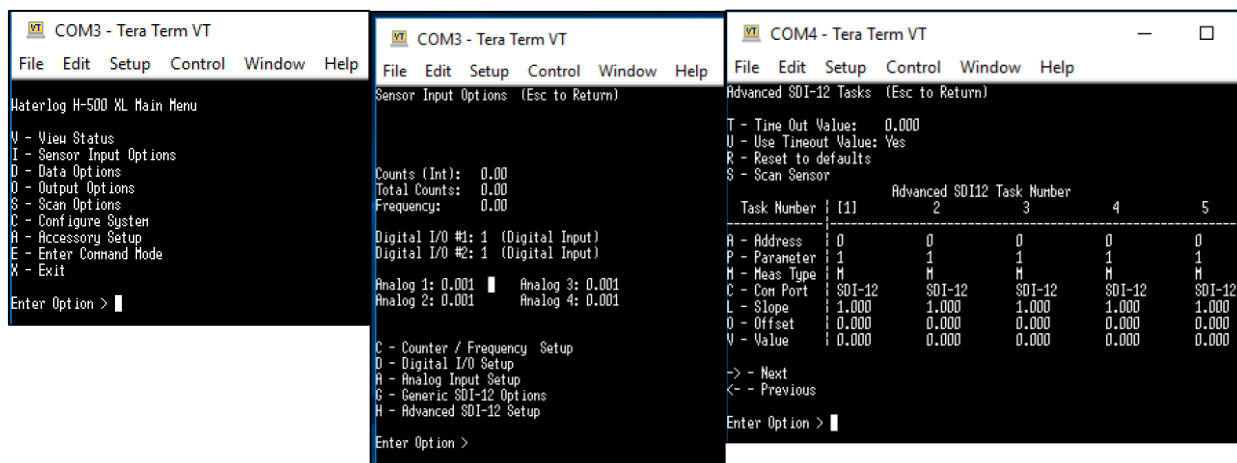 COM3 - Tera Term VT
File Edit Setup Control Window Help
Waterlog H-500 XL Main Menu
V - View Status
I - Sensor Input Options
D - Data Options
O - Output Options
S - Scan Options
C - Configure System
A - Accessory Setup
E - Enter Command Mode
X - Exit
Enter Option >
COM3 - Tera Term VT
File Edit Setup Control Window Help
Sensor Input Options (Esc to Return)
Counts (Int): 0.00
Total Counts: 0.00
Frequency: 0.00
Digital I/O #1: 1 (Digital Input)
Digital I/O #2: 1 (Digital Input)
Analog 1: 0.001 Analog 3: 0.001
Analog 2: 0.001 Analog 4: 0.001
C - Counter / Frequency Setup
D - Digital I/O Setup
A - Analog Input Setup
G - Generic SDI-12 Options
H - Advanced SDI-12 Setup
Enter Option >
COM4 - Tera Term VT
File Edit Setup Control Window Help
Advanced SDI-12 Tasks (Esc to Return)
T - Time Out Value: 0.000
U - Use Timeout Value: Yes
R - Reset to defaults
S - Scan Sensor
Advanced SDI12 Task Number
Task Number | [1] 2 3 4 5
A - Address | 0 0 0 0 0
P - Parameter | 1 1 1 1 1
M - Meas Type | M M M M M
C - Com Port | SDI-12 SDI-12 SDI-12 SDI-12 SDI-12
L - Slope | 1.000 1.000 1.000 1.000 1.000
O - Offset | 0.000 0.000 0.000 0.000 0.000
V - Value | 0.000 0.000 0.000 0.000 0.000
-> - Next
<- - Previous
Enter Option >